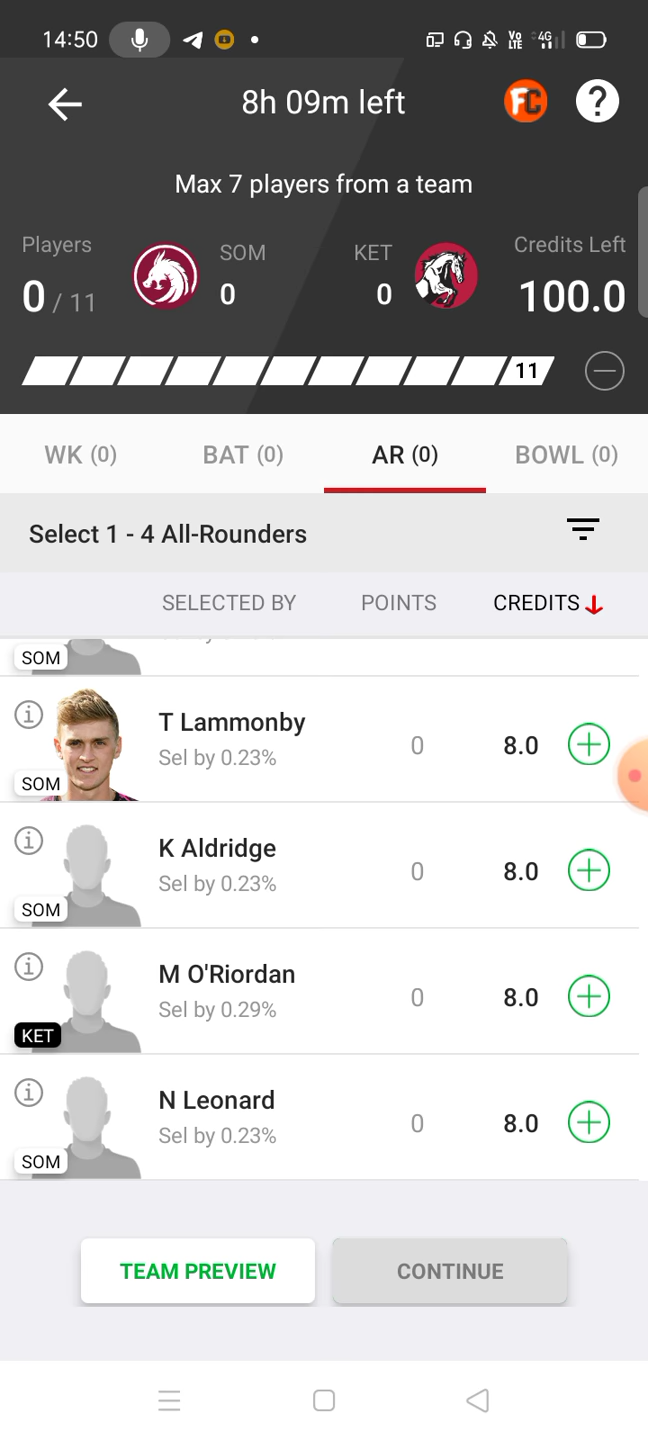 14:50
Vo LTE 4G
8h 09m left
FC
?
Max 7 players from a team
Players
SOM
KET
Credits Left
0 / 11
0
0
100.0
11
WK (0)
BAT (0)
AR (0)
BOWL (0)
Select 1 - 4 All-Rounders
SELECTED BY
POINTS
CREDITS
SOM
T Lammonby
Sel by 0.23%
0
8.0
SOM
K Aldridge
Sel by 0.23%
0
8.0
SOM
M O'Riordan
Sel by 0.29%
0
8.0
KET
N Leonard
Sel by 0.23%
0
8.0
SOM
TEAM PREVIEW
CONTINUE